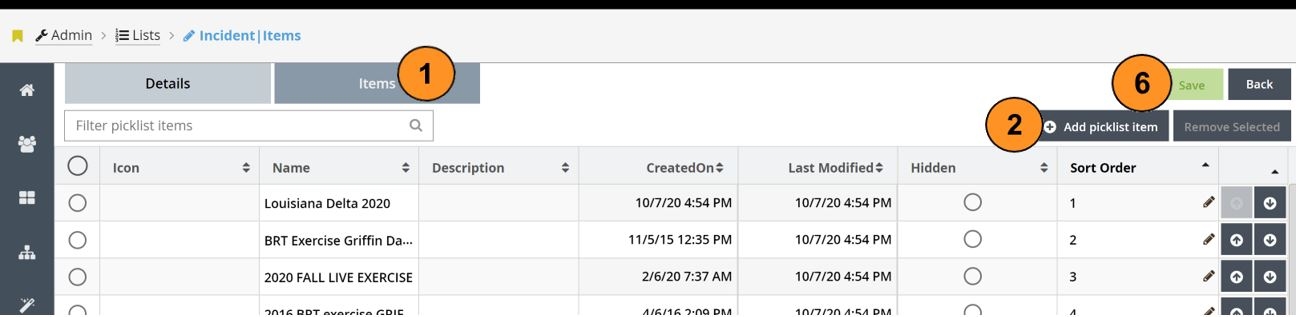 Admin > Lists > Incident|Items
Details Items 1 6 Save Back
Filter picklist items 2 Add picklist item Remove Selected
Icon Name Description CreatedOn Last Modified Hidden Sort Order
Louisiana Delta 2020 10/7/20 4:54 PM 10/7/20 4:54 PM 1
BRT Exercise Griffin Da... 11/5/15 12:35 PM 10/7/20 4:54 PM 2
2020 FALL LIVE EXERCISE 2/6/20 7:37 AM 10/7/20 4:54 PM 3
2016 BRT exercise GRIF 4/6/16 2:09 PM 10/7/20 4:54 PM 4